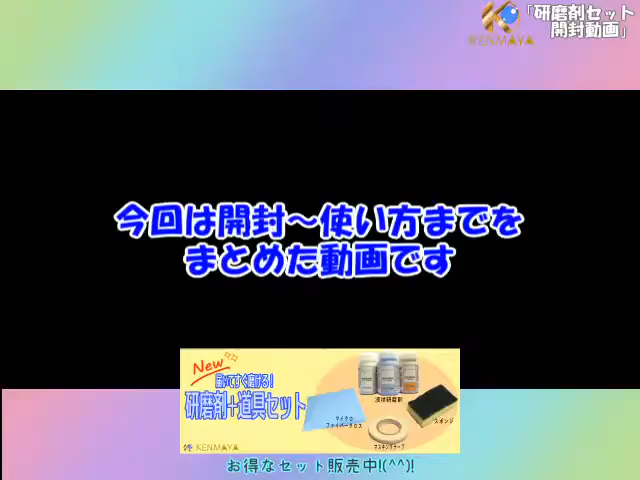 「研磨剤セット
開封動画」
KENMAYA
今回は開封～使い方までを
まとめた動画です
New
届いてすぐ磨ける!
研磨剤+道具セット
液体研磨剤
マイクロ
ファイバークロス
スポンジ
マスキングテープ
KENMAYA
お得なセット販売中!(^^)!